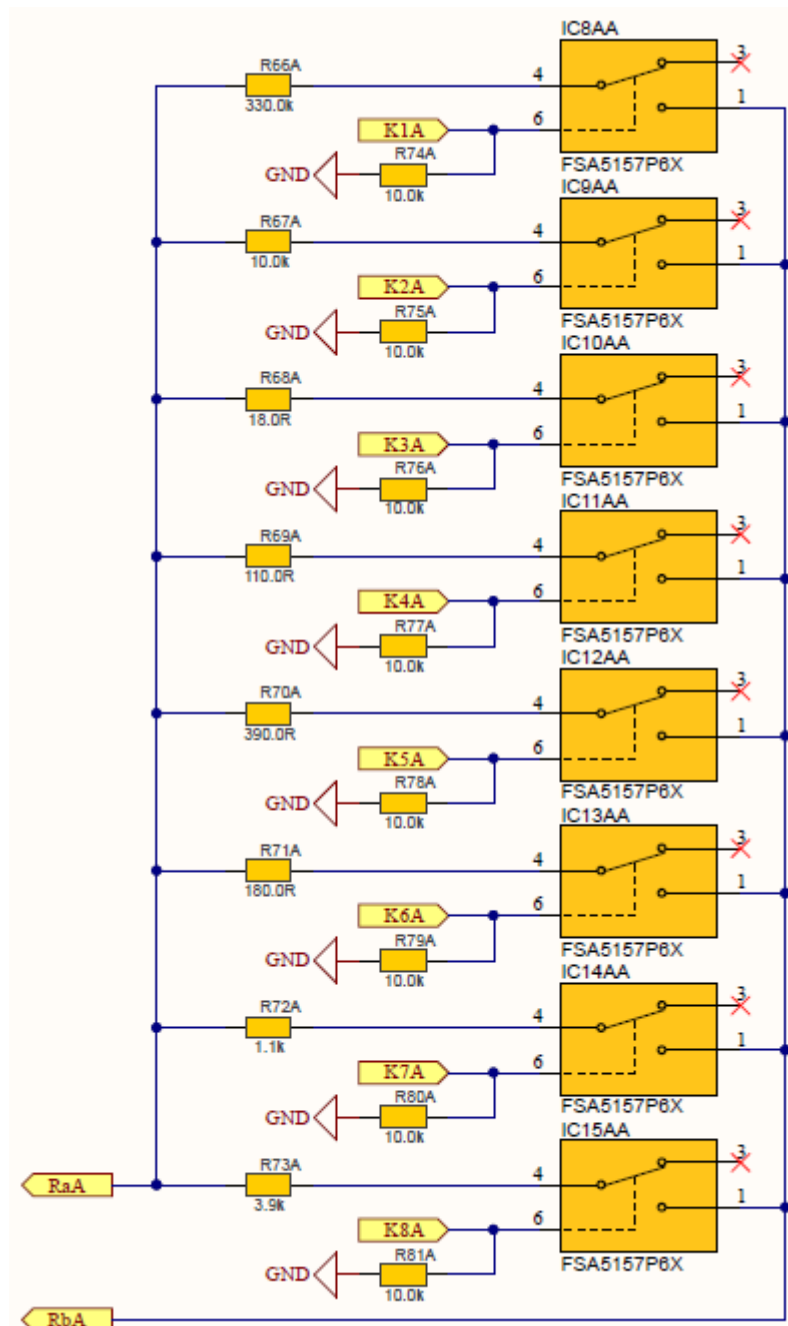 IC8AA
R66A
4
3
330.0k
1
K1A
6
R74A
GND
10.0k
FSA5157P6X
IC9AA
R67A
4
3
10.0k
1
K2A
6
R75A
GND
10.0k
FSA5157P6X
IC10AA
R68A
4
3
18.0R
1
K3A
6
R76A
GND
10.0k
FSA5157P6X
IC11AA
R69A
4
3
110.0R
1
K4A
6
R77A
GND
10.0k
FSA5157P6X
IC12AA
R70A
4
3
390.0R
1
K5A
6
R78A
GND
10.0k
FSA5157P6X
IC13AA
R71A
4
3
180.0R
1
K6A
6
R79A
GND
10.0k
FSA5157P6X
IC14AA
R72A
4
3
1.1k
1
K7A
6
R80A
GND
10.0k
FSA5157P6X
IC15AA
R73A
4
3
RaA
3.9k
1
K8A
6
R81A
GND
10.0k
FSA5157P6X
RbA